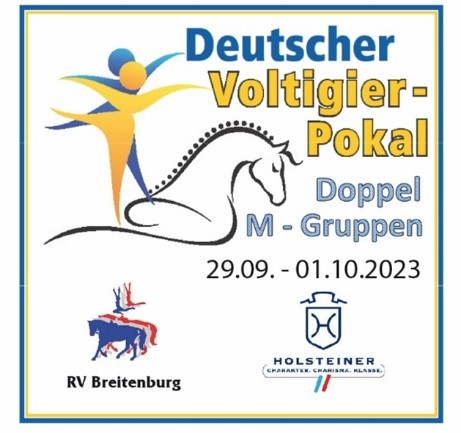 Deutscher
Voltigier-
Pokal
Doppel
M - Gruppen
29.09. - 01.10.2023
RV Breitenburg
HOLSTEINER
CHARAKTER. CHARISMA. KLASSE.